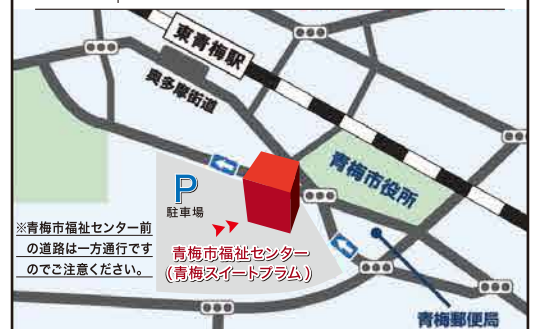 東青梅駅
奥多摩街道
青梅市役所
P
駐車場
※青梅市福祉センター前
の道路は一方通行です
のでご注意ください。
青梅市福祉センター
(青梅スイートプラム)
青梅郵便局